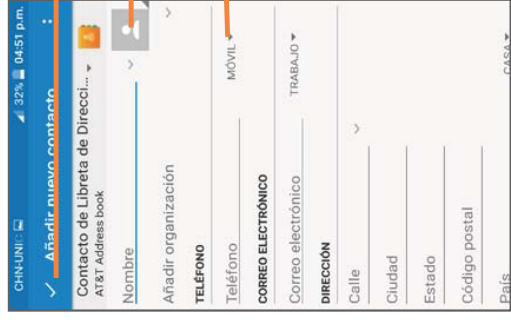 CHN-UNIC 32% 04:51 p.m.
Añadir nuevo contacto
Contacto de Libreta de Direcci...
AT&T Address book
Nombre
Añadir organización
TELÉFONO
Teléfono MÓVIL
CORREO ELECTRÓNICO
Correo electrónico TRABAJO
DIRECCIÓN
Calle
Ciudad
Estado
Código postal
País CASA